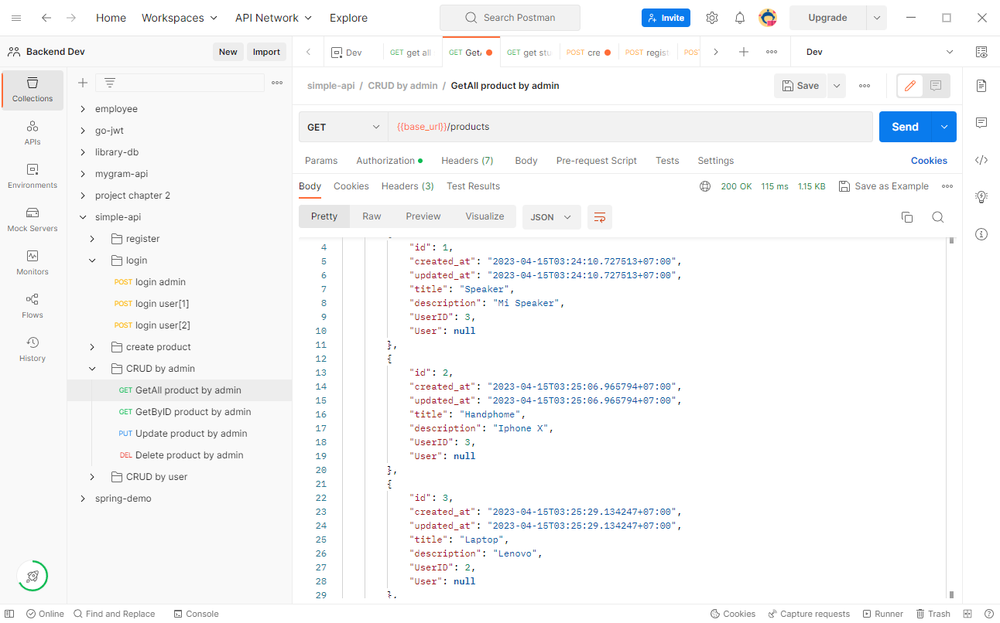 Home Workspaces API Network Explore Search Postman Invite Upgrade
Backend Dev New Import
Dev GET get all GET GetA GET get stu POST cre POST regist POST Dev
Collections
APIs
Environments
Mock Servers
Monitors
Flows
History
employee
go-jwt
library-db
mygram-api
project chapter 2
simple-api
register
login
POST login admin
POST login user[1]
POST login user[2]
create product
CRUD by admin
GET GetAll product by admin
GET GetByID product by admin
PUT Update product by admin
DEL Delete product by admin
CRUD by user
spring-demo
simple-api / CRUD by admin / GetAll product by admin Save
GET {{base_url}}/products Send
Params Authorization Headers (7) Body Pre-request Script Tests Settings Cookies
Body Cookies Headers (3) Test Results 200 OK 115 ms 1.15 KB Save as Example
Pretty Raw Preview Visualize JSON
4 "id": 1,
5 "created_at": "2023-04-15T03:24:10.727513+07:00",
6 "updated_at": "2023-04-15T03:24:10.727513+07:00",
7 "title": "Speaker",
8 "description": "Mi Speaker",
9 "UserID": 3,
10 "User": null
11 },
12 {
13 "id": 2,
14 "created_at": "2023-04-15T03:25:06.965794+07:00",
15 "updated_at": "2023-04-15T03:25:06.965794+07:00",
16 "title": "Handphome",
17 "description": "Iphone X",
18 "UserID": 3,
19 "User": null
20 },
21 {
22 "id": 3,
23 "created_at": "2023-04-15T03:25:29.134247+07:00",
24 "updated_at": "2023-04-15T03:25:29.134247+07:00",
25 "title": "Laptop",
26 "description": "Lenovo",
27 "UserID": 2,
28 "User": null
29 },
Online Find and Replace Console Cookies Capture requests Runner Trash